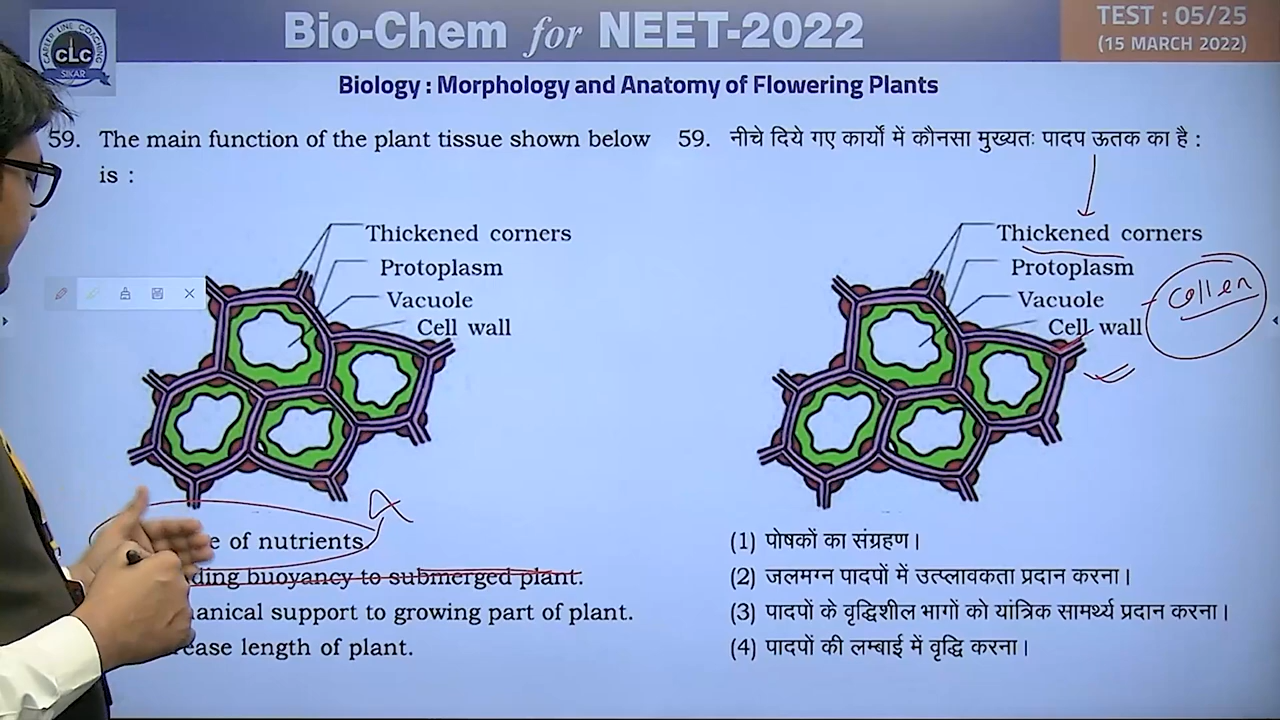 Bio-Chem for NEET-2022
TEST : 05/25
(15 MARCH 2022)
CAREER LINE COACHING
CLC
SIKAR
Biology : Morphology and Anatomy of Flowering Plants
59. The main function of the plant tissue shown below
is :
Thickened corners
Protoplasm
Vacuole
Cell wall
of nutrients.
buoyancy to submerged plant.
support to growing part of plant.
length of plant.
59. नीचे दिये गए कार्यों में कौनसा मुख्यतः पादप ऊतक का है :
Thickened corners
Protoplasm
Vacuole
Cell wall
Collen
(1) पोषकों का संग्रहण।
(2) जलमग्न पादपों में उत्प्लावकता प्रदान करना।
(3) पादपों के वृद्धिशील भागों को यांत्रिक सामर्थ्य प्रदान करना।
(4) पादपों की लम्बाई में वृद्धि करना।